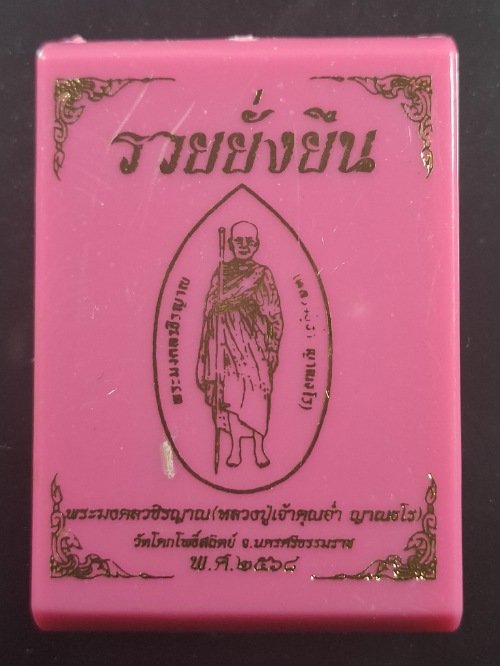 รวยยั่งยืน
พระมงคลวชิรญาณ
พระมงคลวชิรญาณ(หลวงปู่เจ้าคุณอ่ำ ญาณธโร)
วัดโคกโพธิ์สถิตย์ จ.นครศรีธรรมราช
พ.ศ.๒๕๖๘